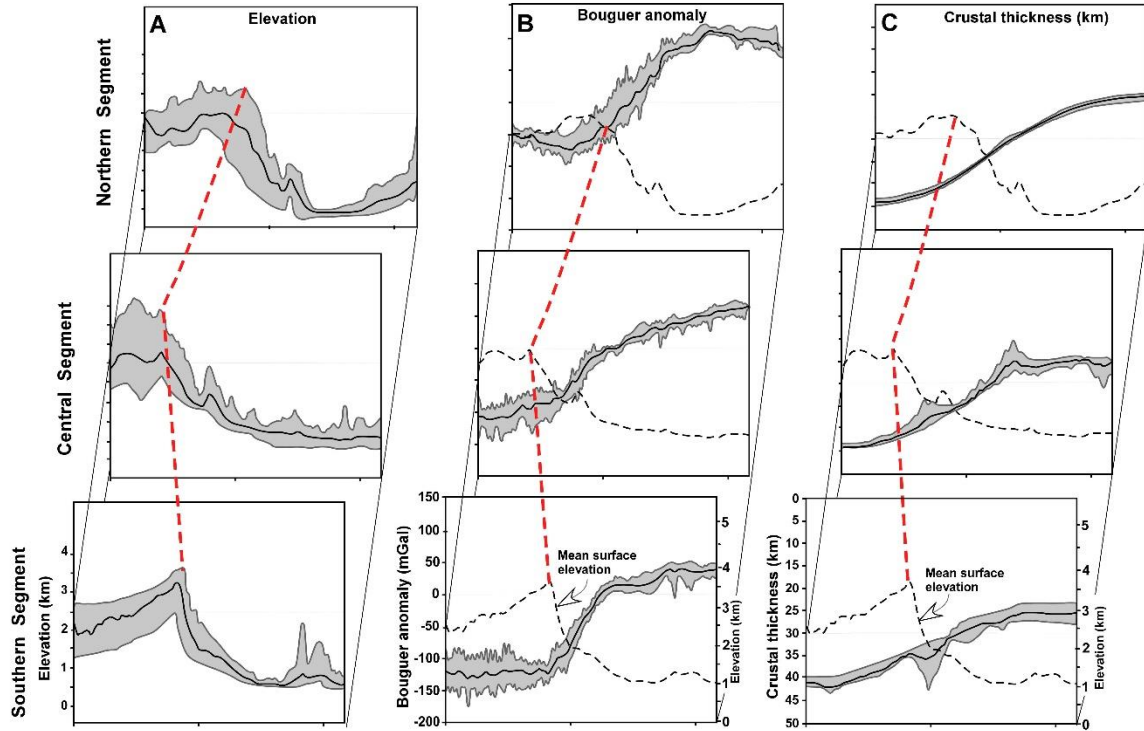 A
Elevation
B
Bouguer anomaly
C
Crustal thickness (km)
Northern Segment
Central Segment
Southern Segment
Elevation (km)
4
3
2
1
0
Bouguer anomaly (mGal)
150
100
50
0
-50
-100
-150
-200
Mean surface
elevation
5
4
3
2
1
0
Elevation (km)
Crustal thickness (km)
0
5
10
15
20
25
30
35
40
45
50
Mean surface
elevation
5
4
3
2
1
0
Elevation (km)